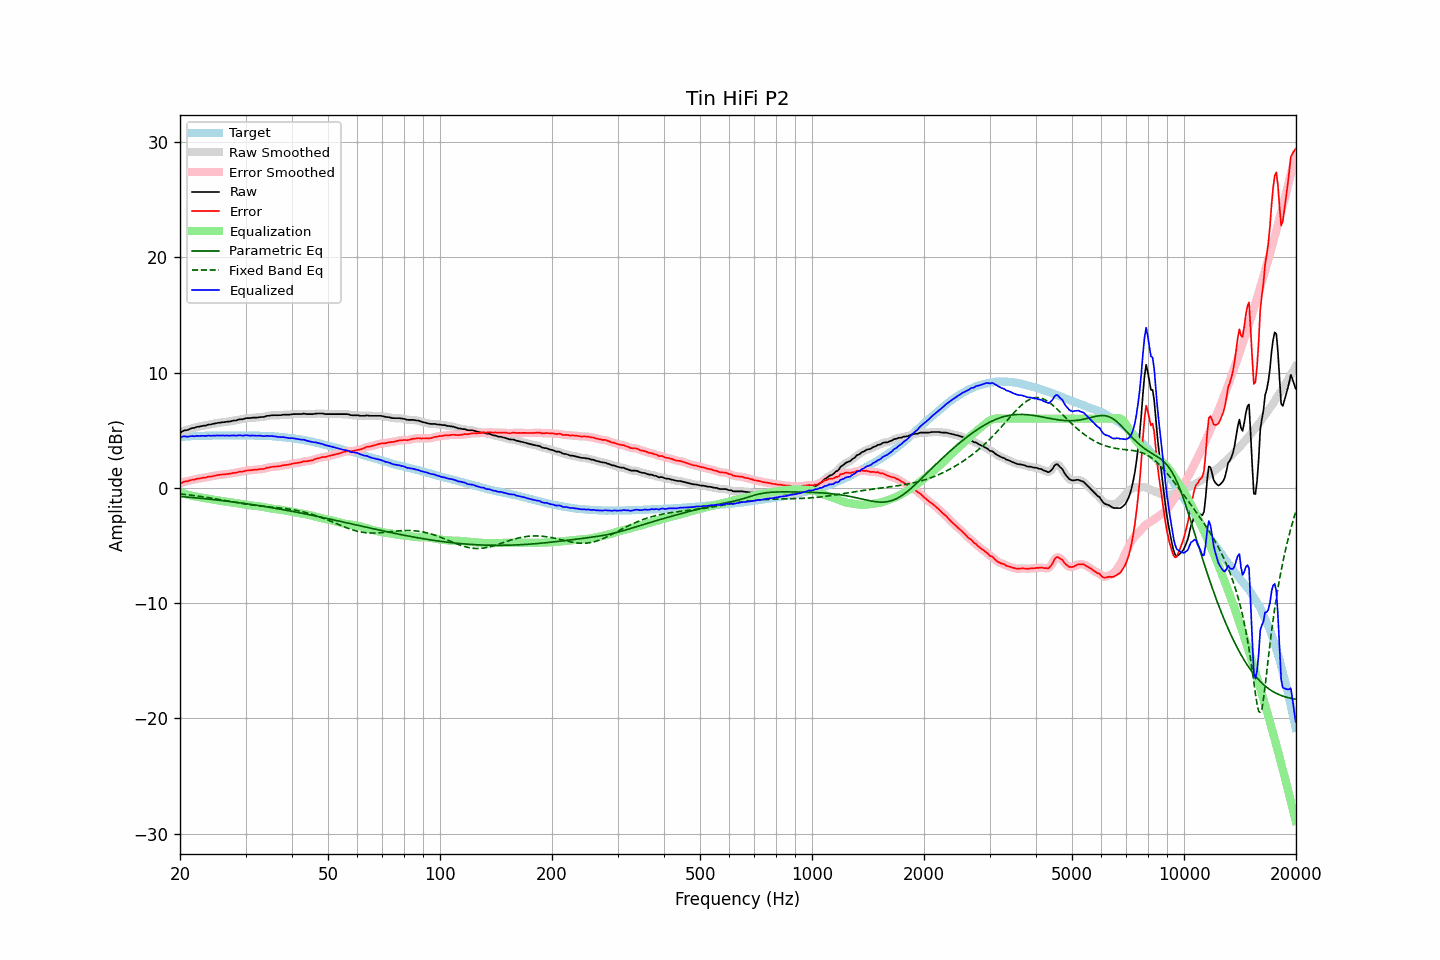 Tin HiFi P2
Target
Raw Smoothed
Error Smoothed
Raw
Error
Equalization
Parametric Eq
Fixed Band Eq
Equalized
30
20
10
0
−10
−20
−30
Amplitude (dBr)
20
50
100
200
500
1000
2000
5000
10000
20000
Frequency (Hz)